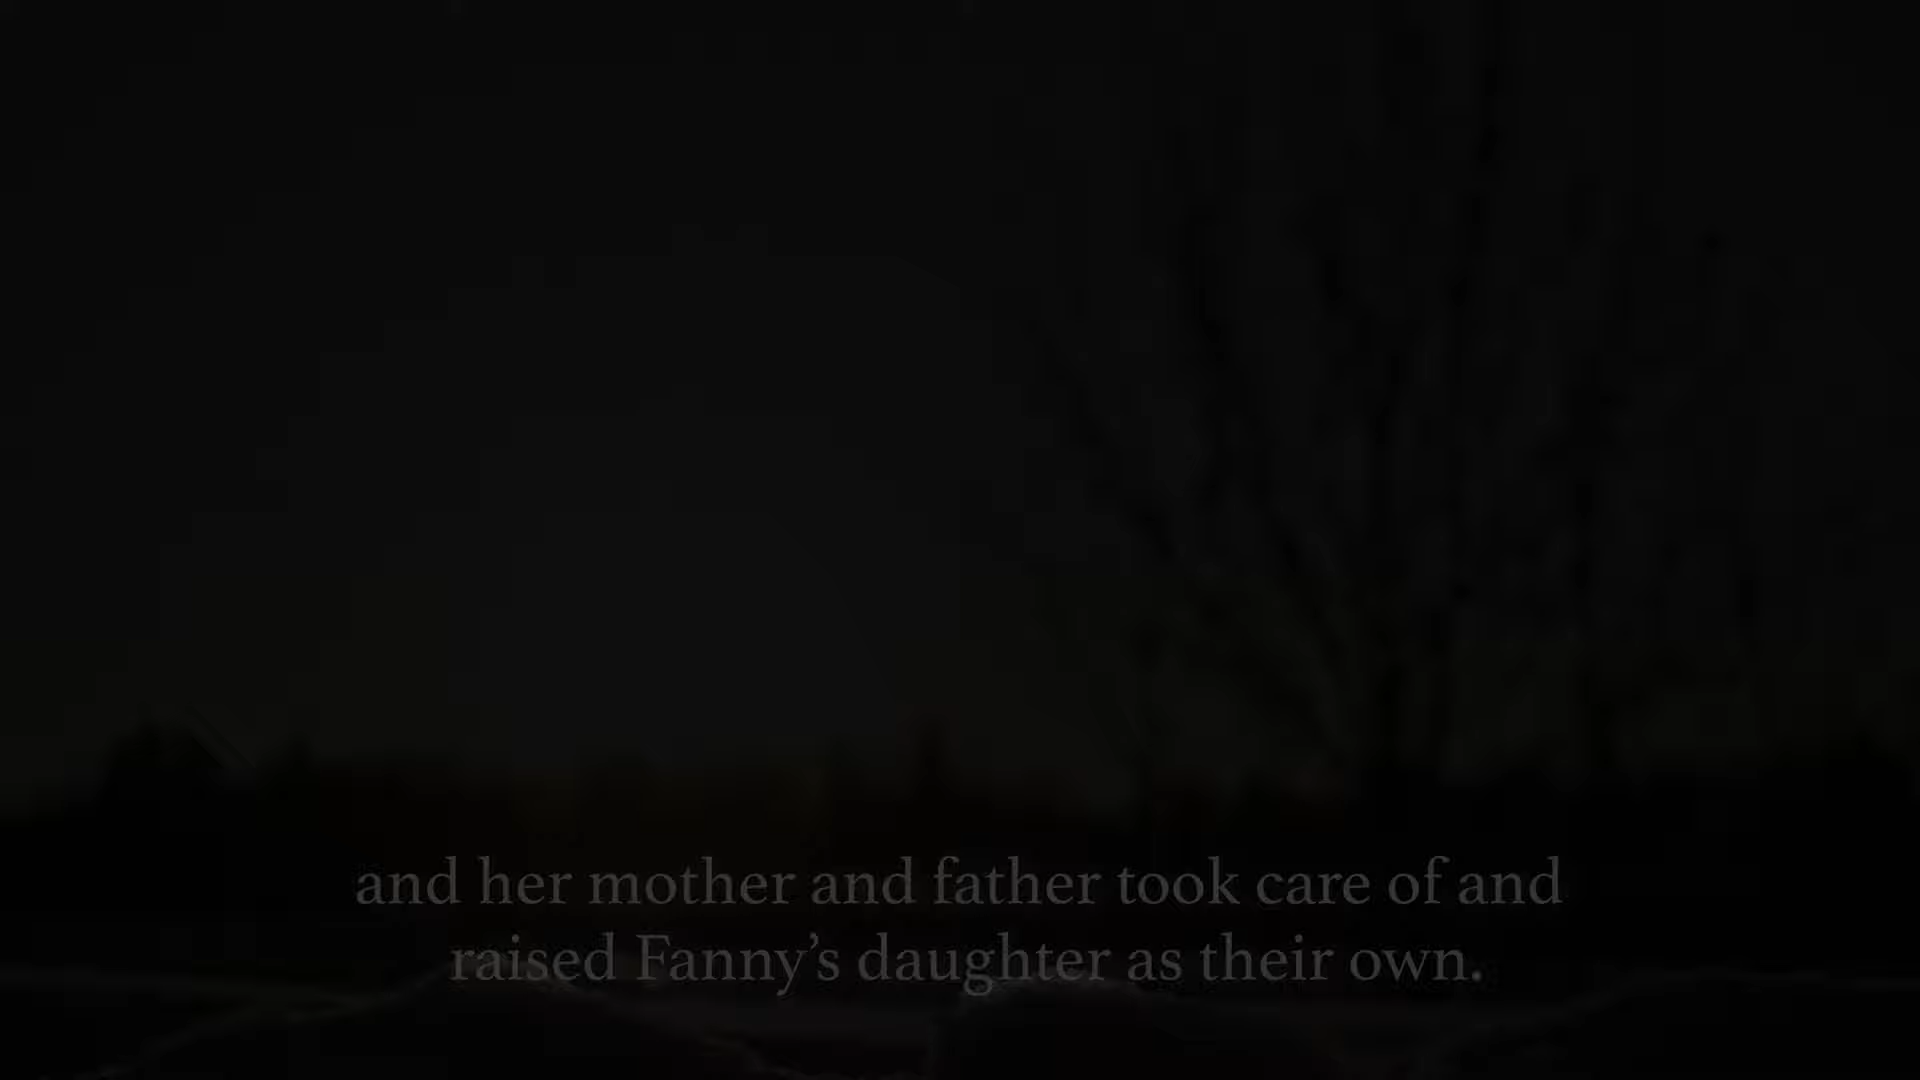 and her mother and father took care of and
raised Fanny’s daughter as their own.